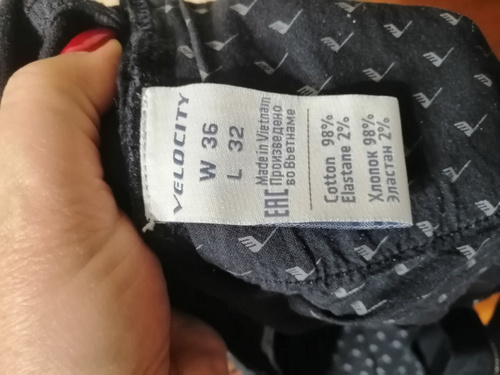 VELOCITY
W 36
L 32
Made in Vietnam
EAC Произведено
во Вьетнаме
Cotton 98%
Elastane 2%
Хлопок 98%
Эластан 2%